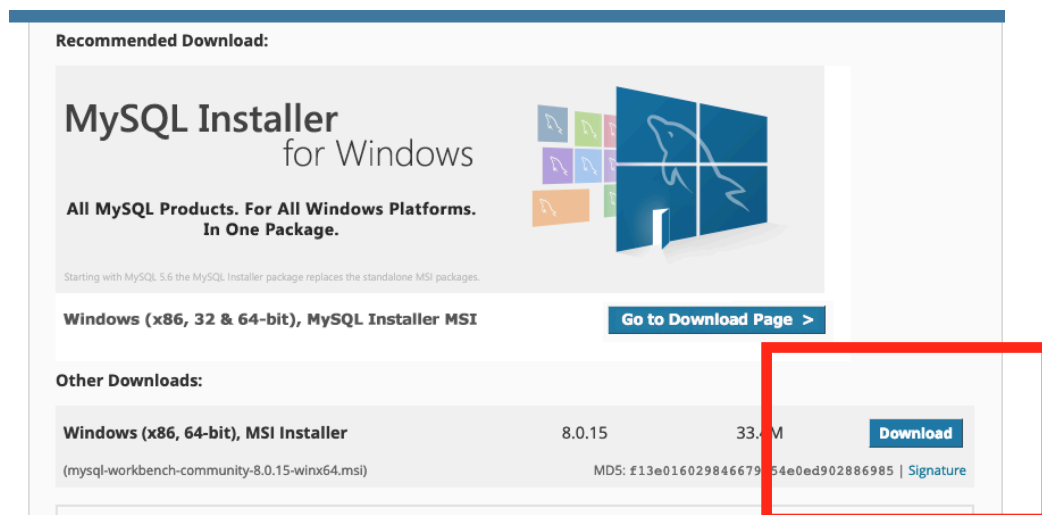 Recommended Download:
MySQL Installer
for Windows
All MySQL Products. For All Windows Platforms.
In One Package.
Starting with MySQL 5.6 the MySQL Installer package replaces the standalone MSI packages.
Windows (x86, 32 & 64-bit), MySQL Installer MSI
Go to Download Page >
Other Downloads:
Windows (x86, 64-bit), MSI Installer 8.0.15 33.4M Download
(mysql-workbench-community-8.0.15-winx64.msi) MD5: | Signature